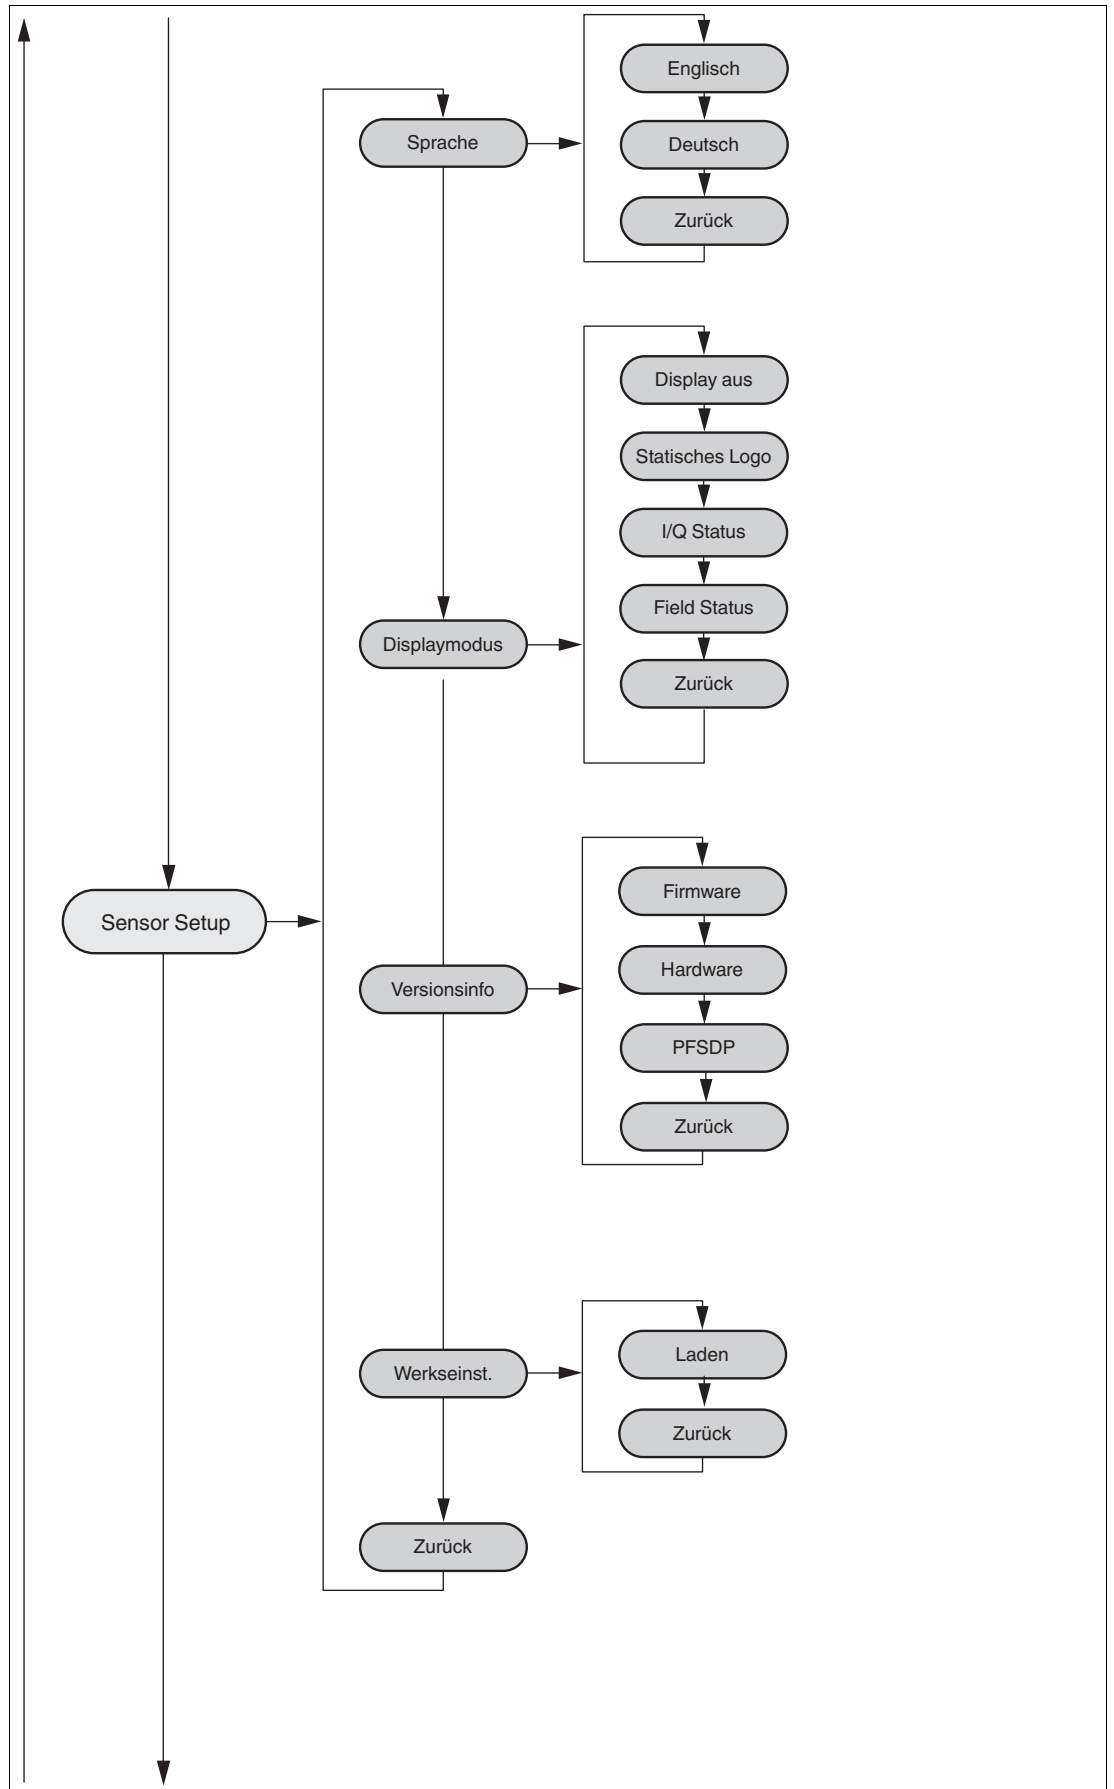 Englisch
Sprache
Deutsch
Zurück
Display aus
Statisches Logo
I/Q Status
Field Status
Displaymodus
Zurück
Firmware
Sensor Setup
Hardware
Versionsinfo
PFSDP
Zurück
Laden
Werkseinst.
Zurück
Zurück